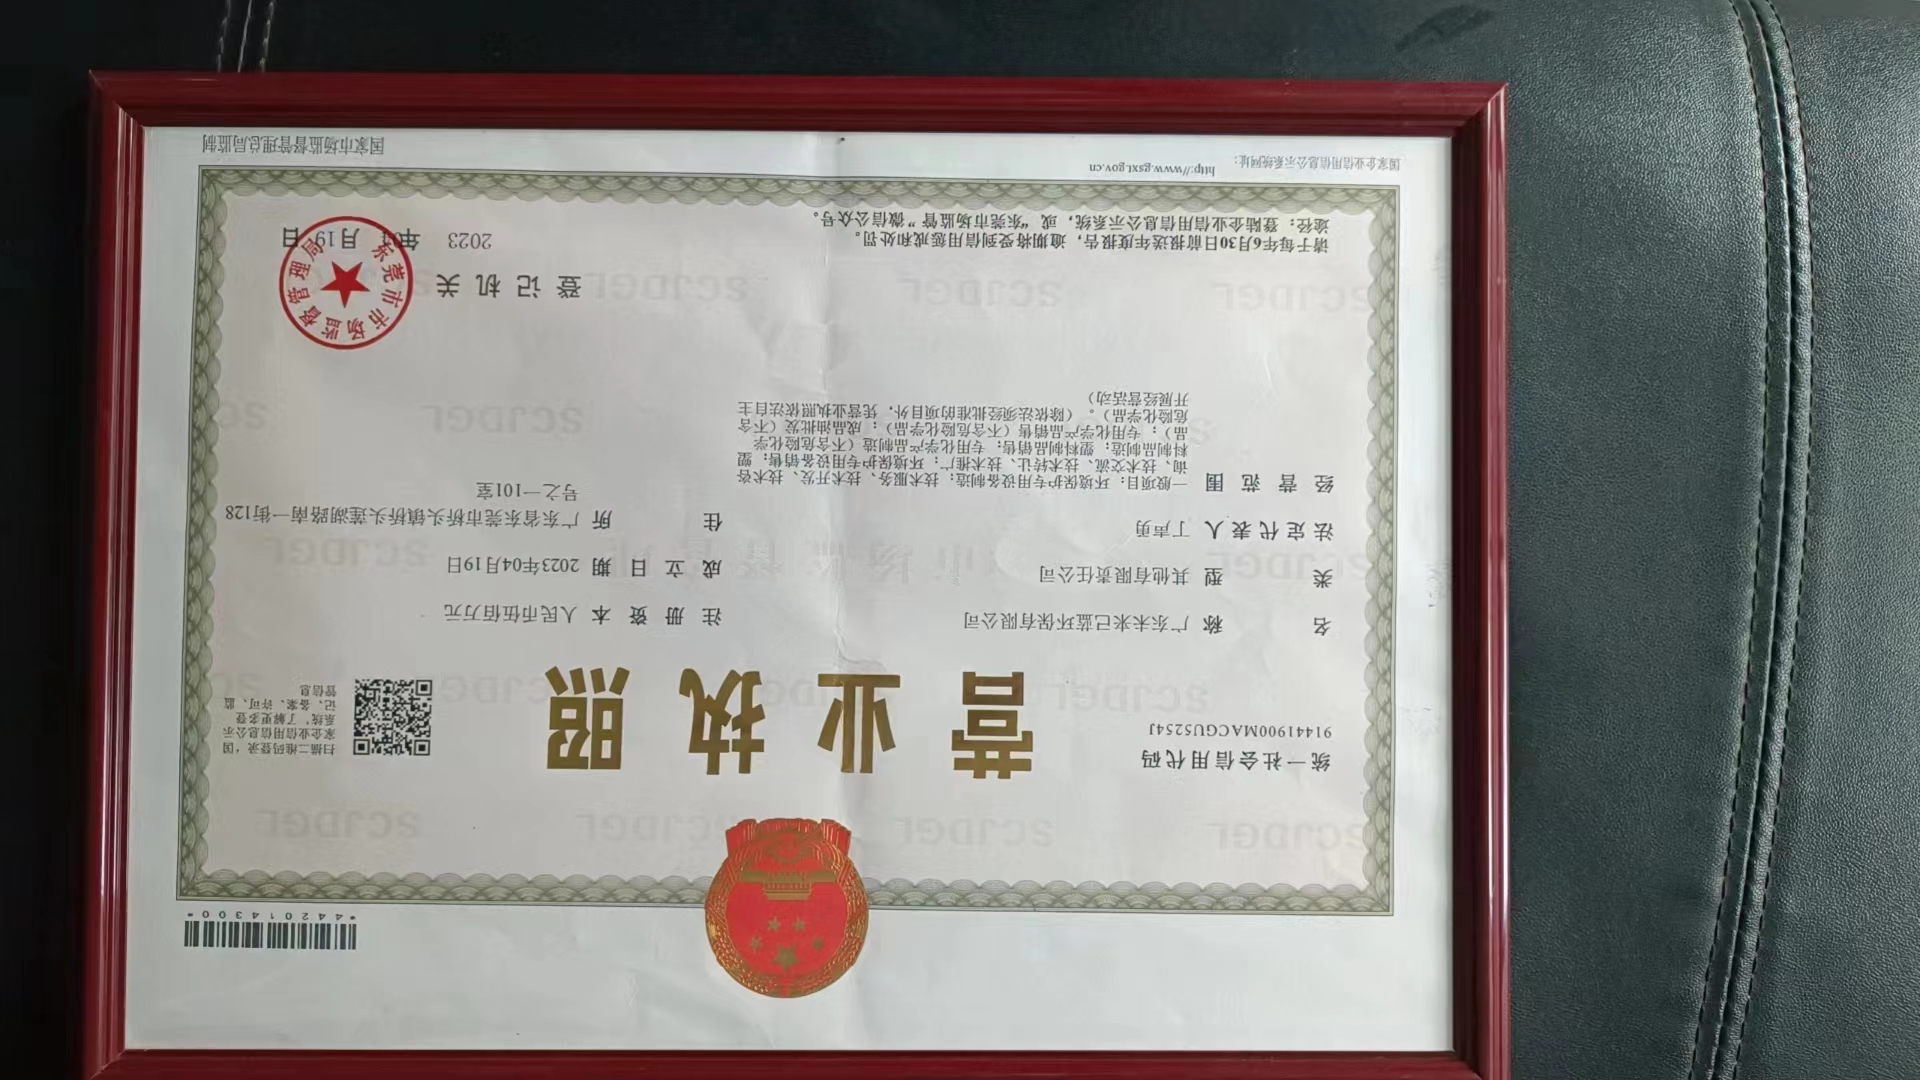 *442014300*
统一社会信用代码
91441900MACGU5254J
营业执照
扫描二维码登录‘国
家企业信用信息公示
系统’了解更多登
记、备案、许可、监
管信息
名称 广东未来已蓝环保有限公司
注册资本 人民币伍佰万元
类型 其他有限责任公司
成立日期 2023年04月19日
法定代表人 丁声勇
住所 广东省东莞市桥头镇桥头莲湖路南一街128
号之一101室
经营范围 一般项目：环境保护专用设备制造；技术服务、技术开发、技术咨
询、技术交流、技术转让、技术推广；环境保护专用设备销售；塑
料制品制造；塑料制品销售；专用化学产品制造（不含危险化学
品）；专用化学产品销售（不含危险化学品）；成品油批发（不含
危险化学品）。（除依法须经批准的项目外，凭营业执照依法自主
开展经营活动）
登记机关
东莞市市场监督管理局
2023年04月19日
请于每年6月30日前报送年度报告，逾期将受到信用惩戒和处罚。
途径：登陆企业信用信息公示系统，或“东莞市场监管”微信公众号。
国家企业信用信息公示系统网址： http://www.gsxt.gov.cn
国家市场监督管理总局监制
SCJDGL